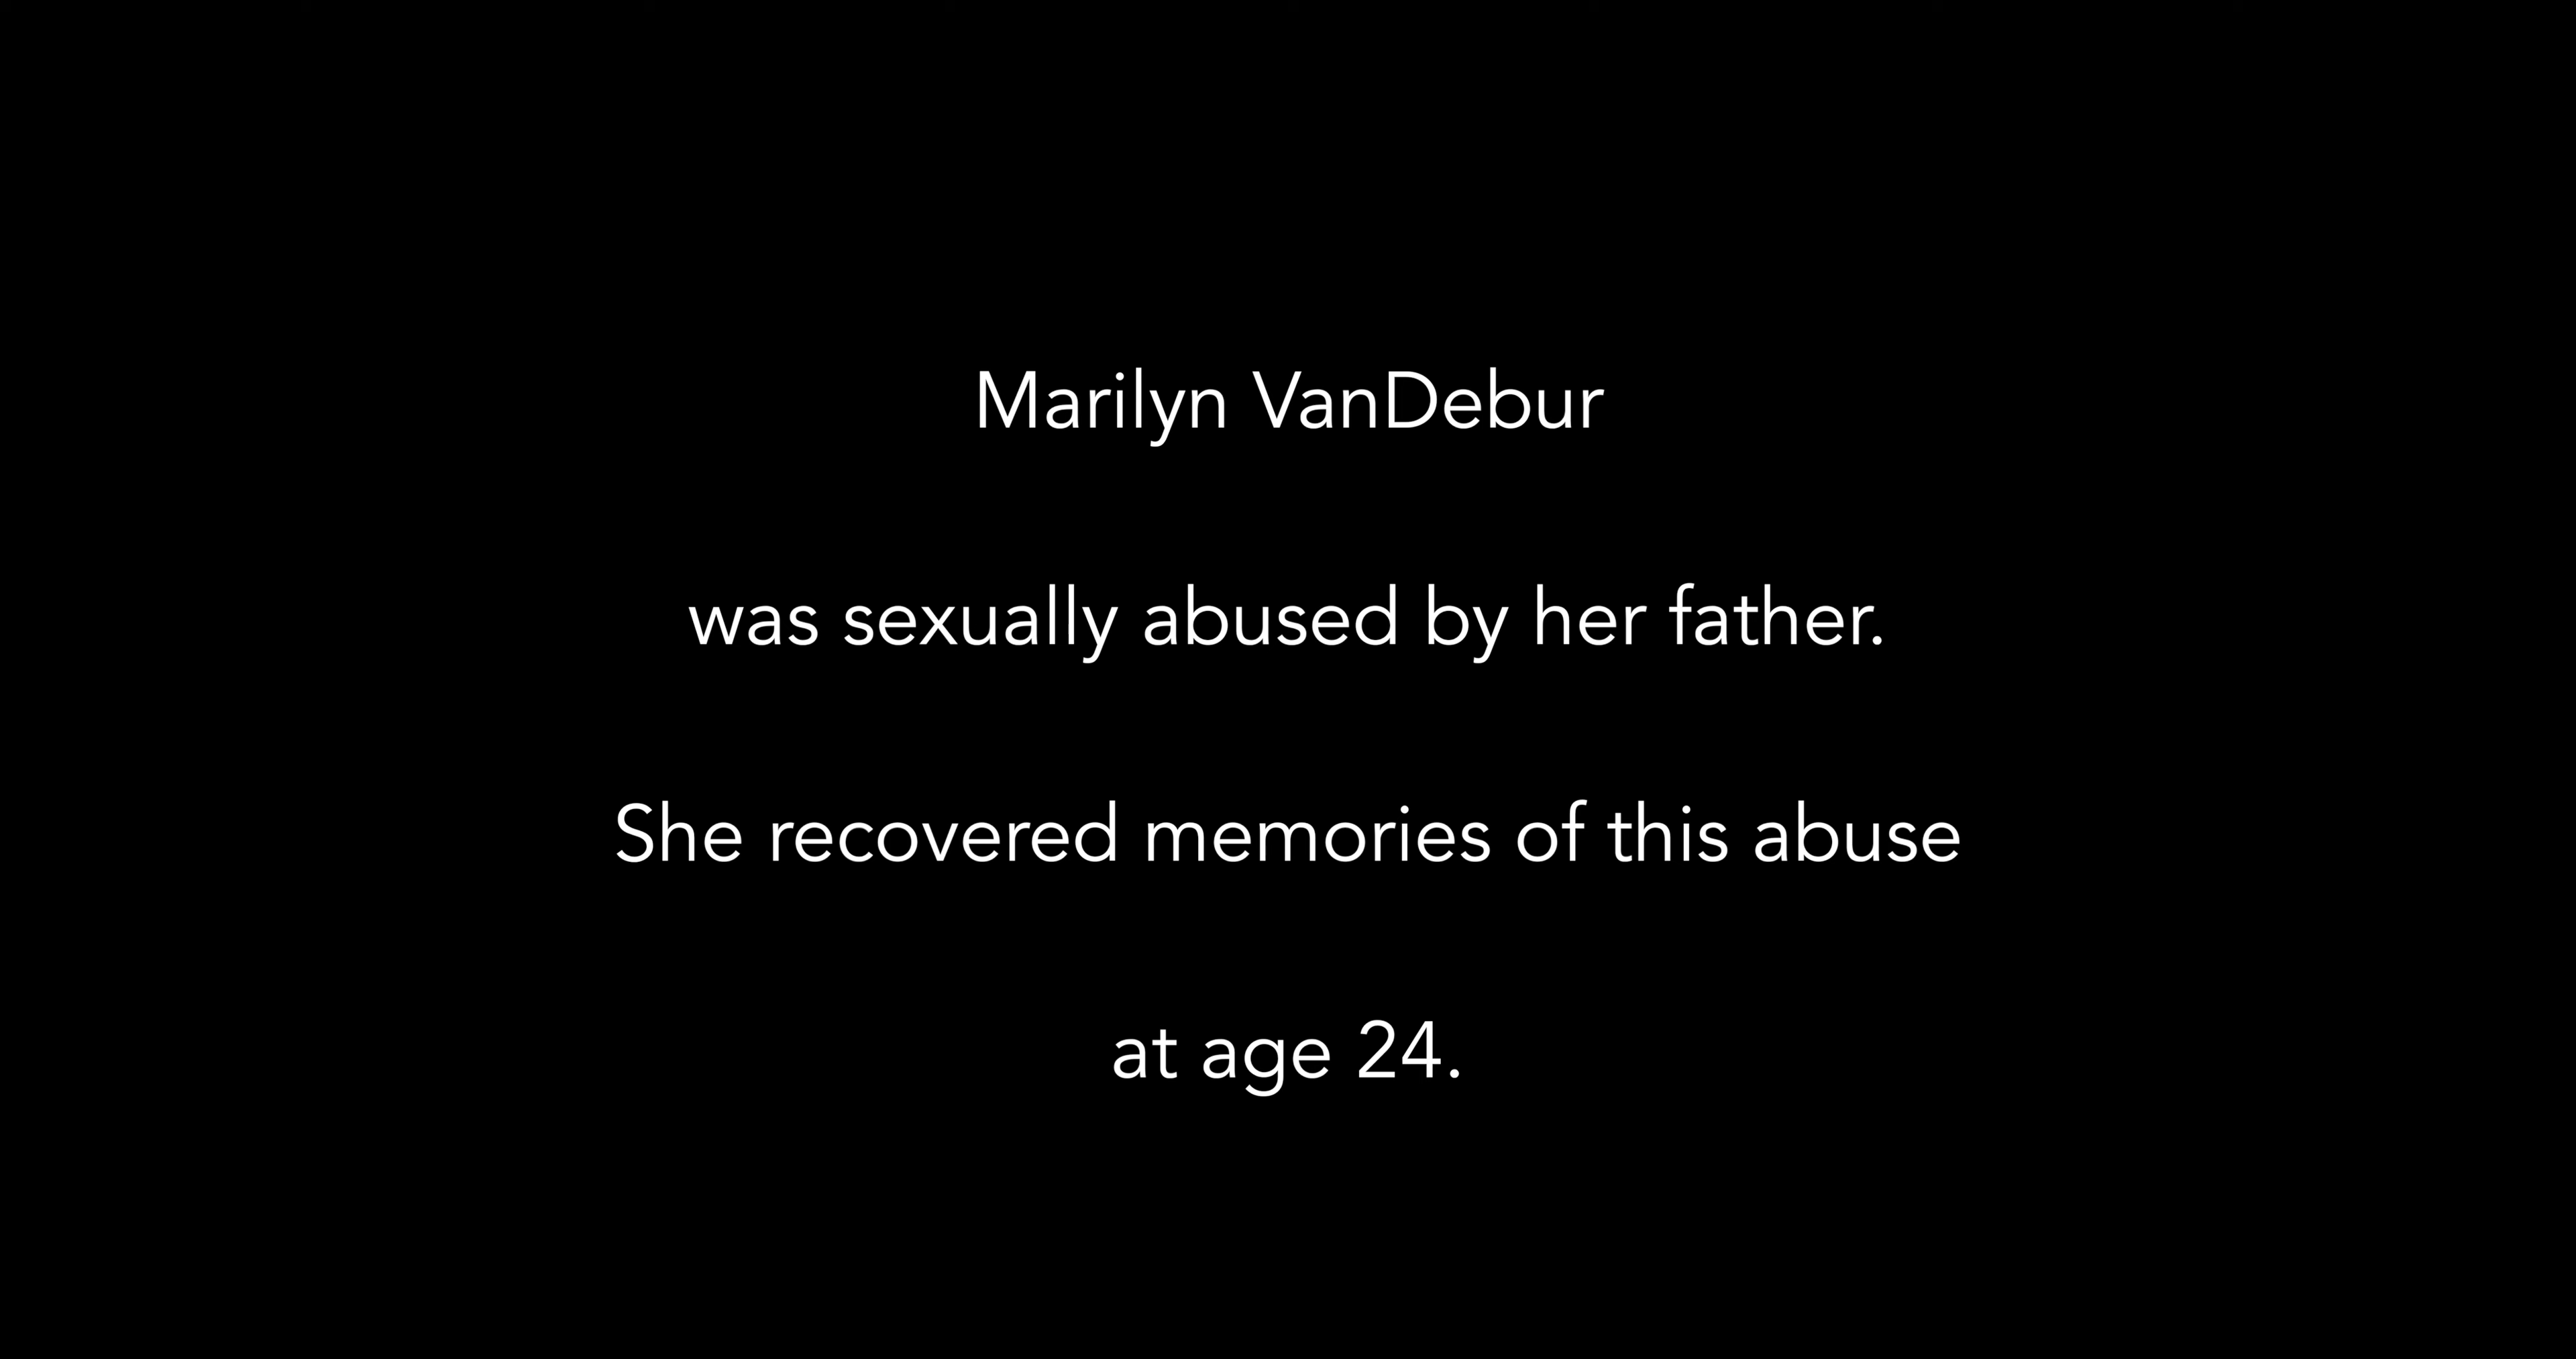 Marilyn VanDebur
was sexually abused by her father.
She recovered memories of this abuse
at age 24.